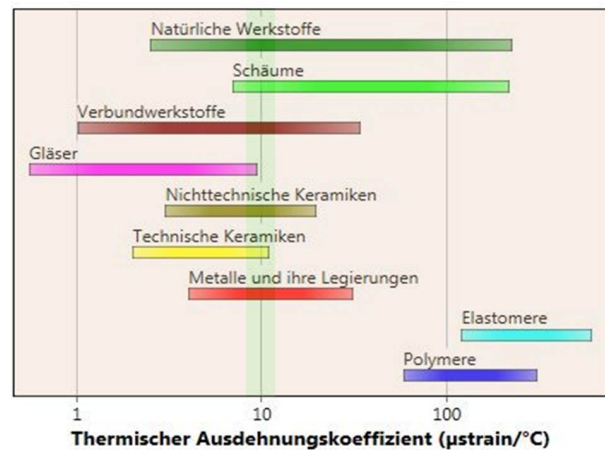 Natürliche Werkstoffe
Schäume
Verbundwerkstoffe
Gläser
Nichttechnische Keramiken
Technische Keramiken
Metalle und ihre Legierungen
Elastomere
Polymere
1 10 100
Thermischer Ausdehnungskoeffizient (µstrain/°C)